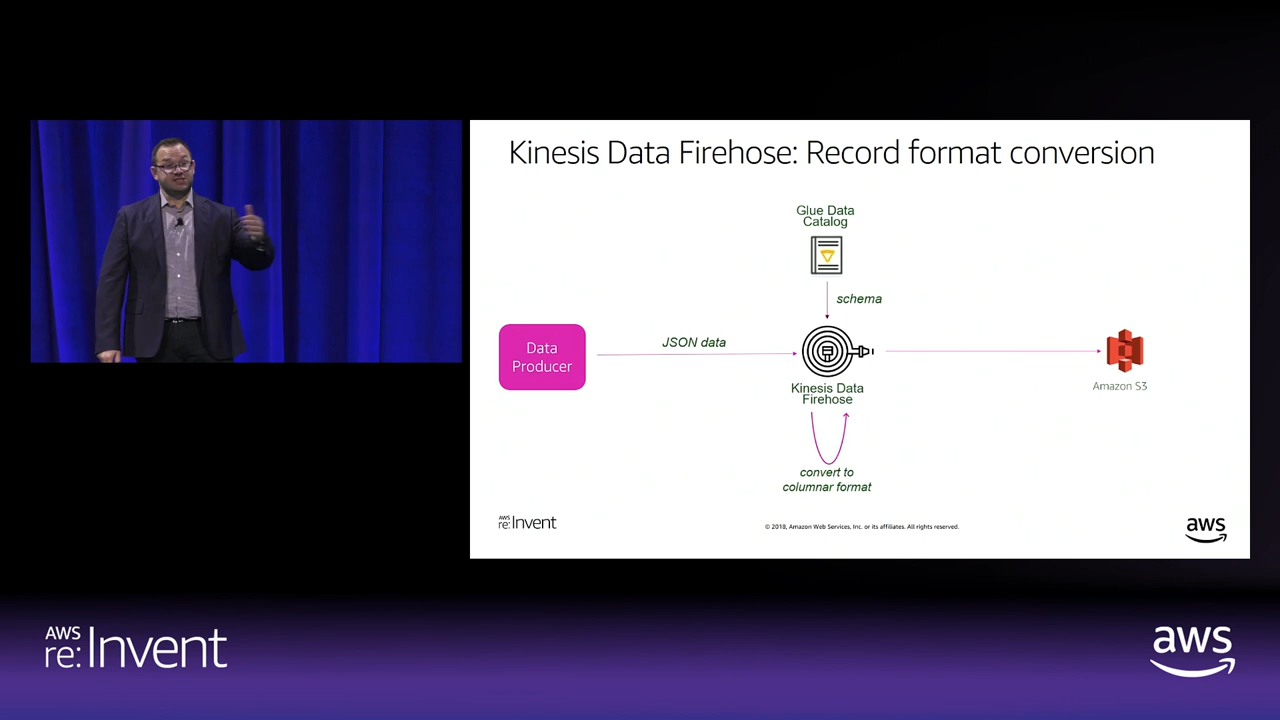 Kinesis Data Firehose: Record format conversion
Glue Data
Catalog
schema
Data
Producer
JSON data
Kinesis Data
Firehose
Amazon S3
convert to
columnar format
AWS
re:Invent
© 2018, Amazon Web Services, Inc. or its affiliates. All rights reserved.
aws
AWS
re:Invent
aws